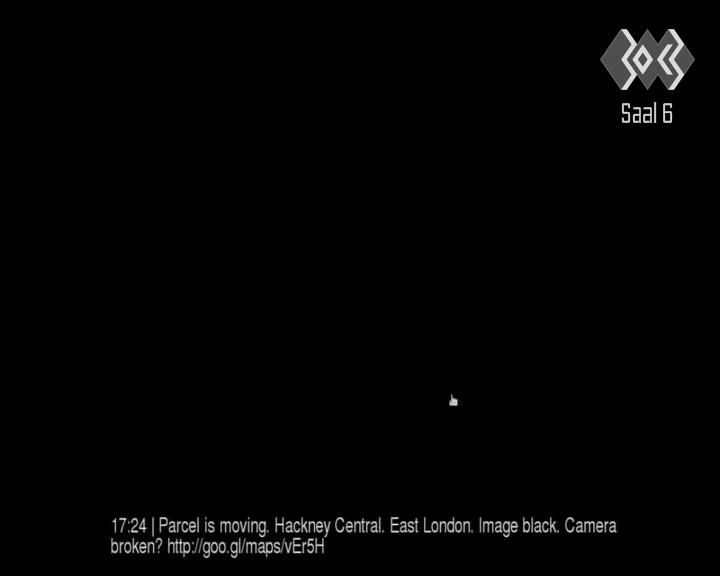 Saal 6
17:24 | Parcel is moving. Hackney Central. East London. Image black. Camera
broken? http://goo.gl/maps/vEr5H